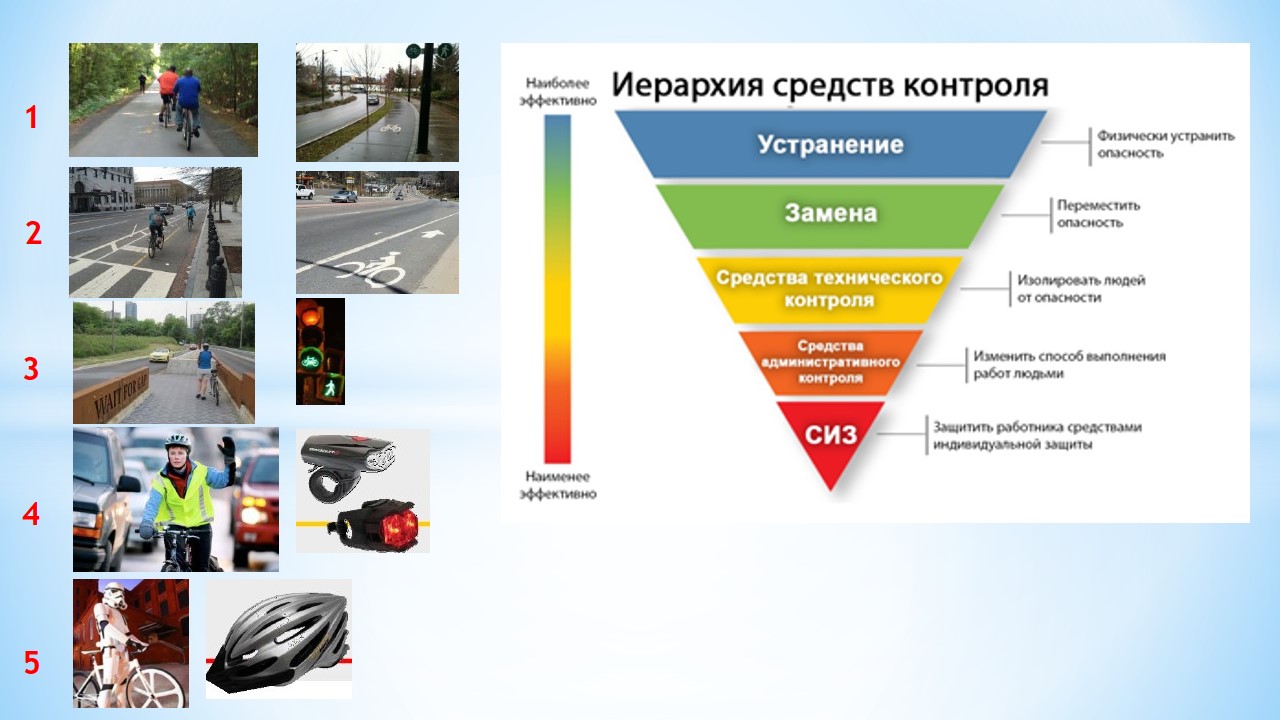 1
2
3
WAIT FOR GAP
4
5
Иерархия средств контроля
Наиболее
эффективно
Устранение
Физически устранить
опасность
Замена
Переместить
опасность
Средства технического
контроля
Изолировать людей
от опасности
Средства
административного
контроля
Изменить способ выполнения
работ людьми
СИЗ
Защитить работника средствами
индивидуальной защиты
Наименее
эффективно